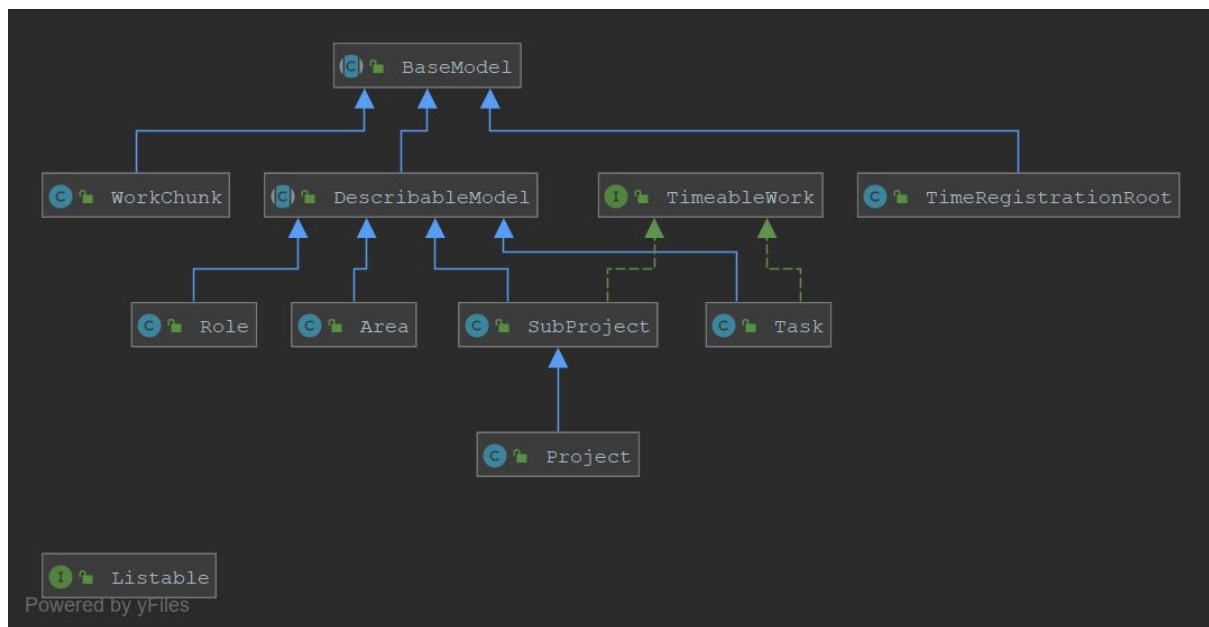 BaseModel
WorkChunk
DescribableModel
TimeableWork
TimeRegistrationRoot
Role
Area
SubProject
Task
Project
Listable
Powered by yFiles